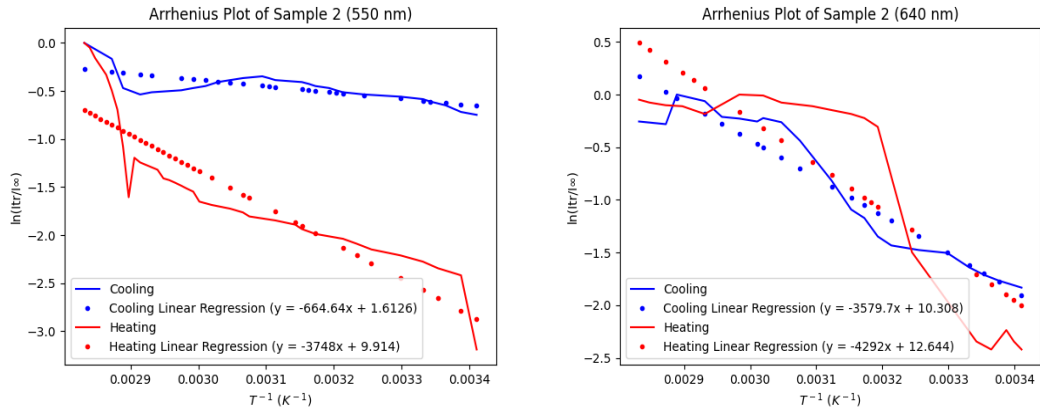 Arrhenius Plot of Sample 2 (550 nm)
ln(Itr/I∞)
0.0
-0.5
-1.0
-1.5
-2.0
-2.5
-3.0
Cooling
Cooling Linear Regression (y = -664.64x + 1.6126)
Heating
Heating Linear Regression (y = -3748x + 9.914)
0.0029 0.0030 0.0031 0.0032 0.0033 0.0034
T⁻¹ (K⁻¹)
Arrhenius Plot of Sample 2 (640 nm)
ln(Itr/I∞)
0.5
0.0
-0.5
-1.0
-1.5
-2.0
-2.5
Cooling
Cooling Linear Regression (y = -3579.7x + 10.308)
Heating
Heating Linear Regression (y = -4292x + 12.644)
0.0029 0.0030 0.0031 0.0032 0.0033 0.0034
T⁻¹ (K⁻¹)